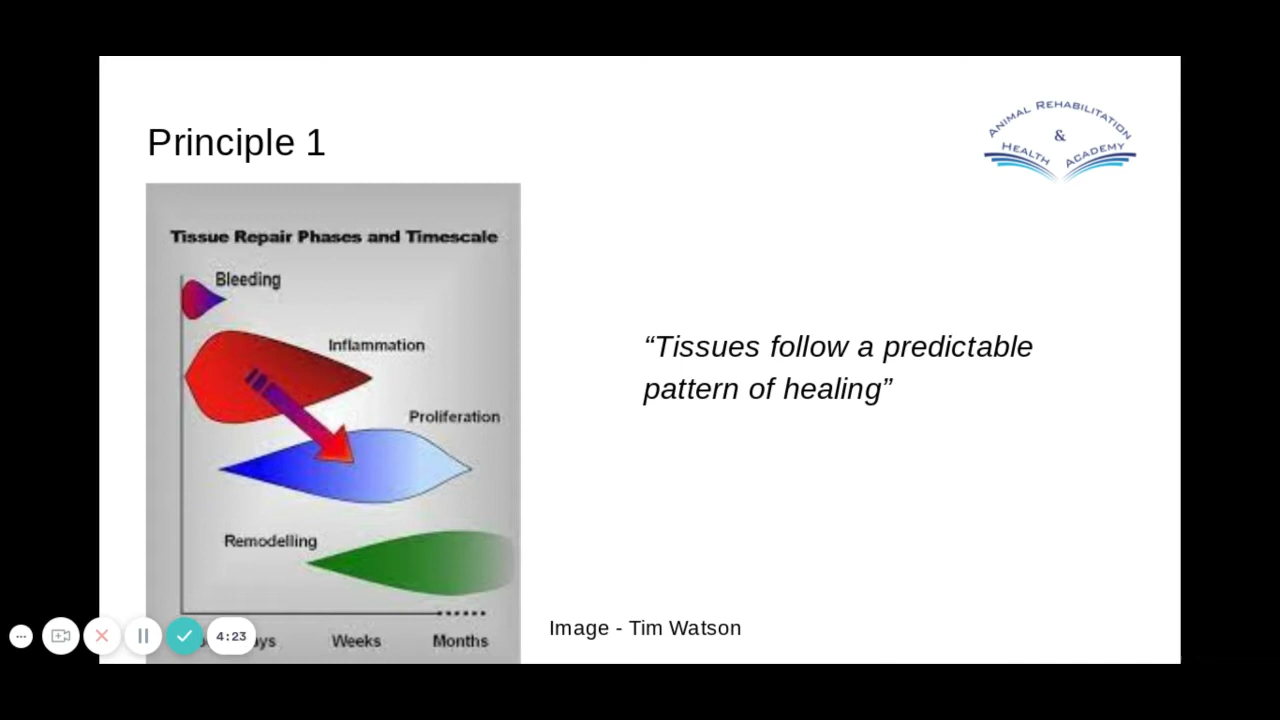 Principle 1
ANIMAL REHABILITATION
&
HEALTH ACADEMY
Tissue Repair Phases and Timescale
Bleeding
Inflammation
Proliferation
Remodelling
Weeks
Months
“Tissues follow a predictable
pattern of healing”
Image - Tim Watson
4:23